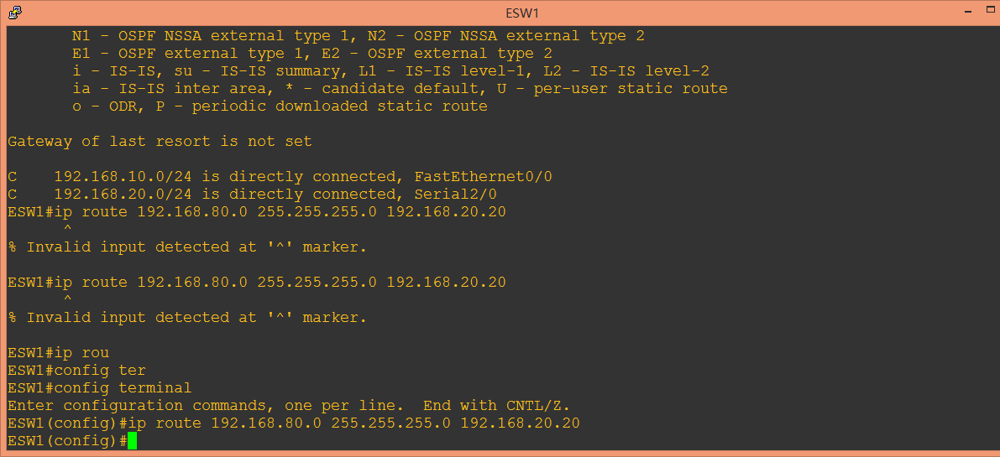 ESW1
N1 - OSPF NSSA external type 1, N2 - OSPF NSSA external type 2
E1 - OSPF external type 1, E2 - OSPF external type 2
i - IS-IS, su - IS-IS summary, L1 - IS-IS level-1, L2 - IS-IS level-2
ia - IS-IS inter area, * - candidate default, U - per-user static route
o - ODR, P - periodic downloaded static route
Gateway of last resort is not set
C    192.168.10.0/24 is directly connected, FastEthernet0/0
C    192.168.20.0/24 is directly connected, Serial2/0
ESW1#ip route 192.168.80.0 255.255.255.0 192.168.20.20
^
% Invalid input detected at '^' marker.
ESW1#ip route 192.168.80.0 255.255.255.0 192.168.20.20
^
% Invalid input detected at '^' marker.
ESW1#ip rou
ESW1#config ter
ESW1#config terminal
Enter configuration commands, one per line.  End with CNTL/Z.
ESW1(config)#ip route 192.168.80.0 255.255.255.0 192.168.20.20
ESW1(config)#